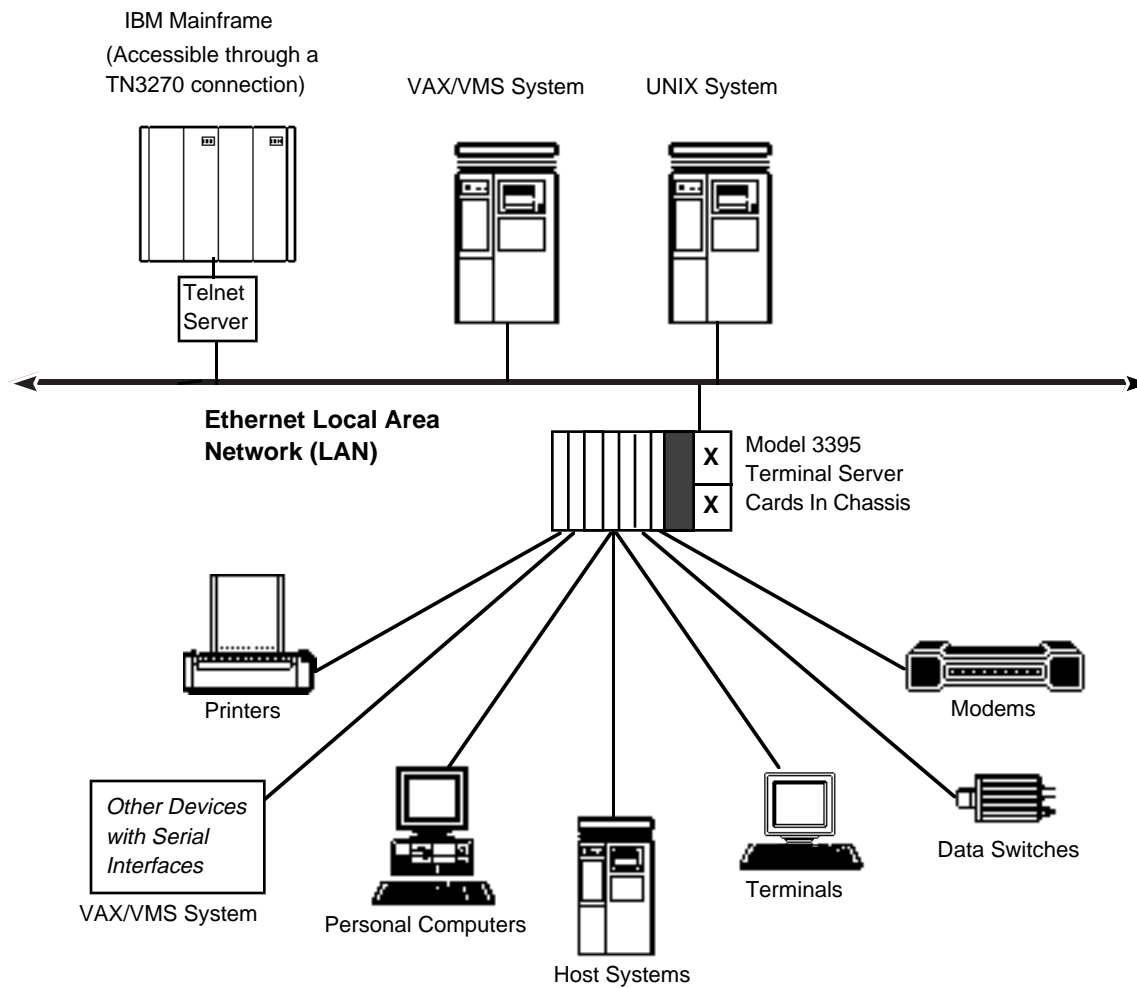 IBM Mainframe
(Accessible through a
TN3270 connection)
VAX/VMS System
UNIX System
Telnet
Server
Ethernet Local Area
Network (LAN)
X
X
Model 3395
Terminal Server
Cards In Chassis
Printers
Modems
Other Devices
with Serial
Interfaces
VAX/VMS System
Personal Computers
Host Systems
Terminals
Data Switches